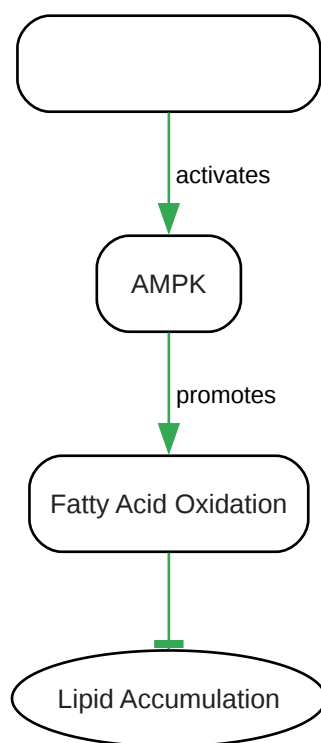 activates
AMPK
promotes
Fatty Acid Oxidation
Lipid Accumulation